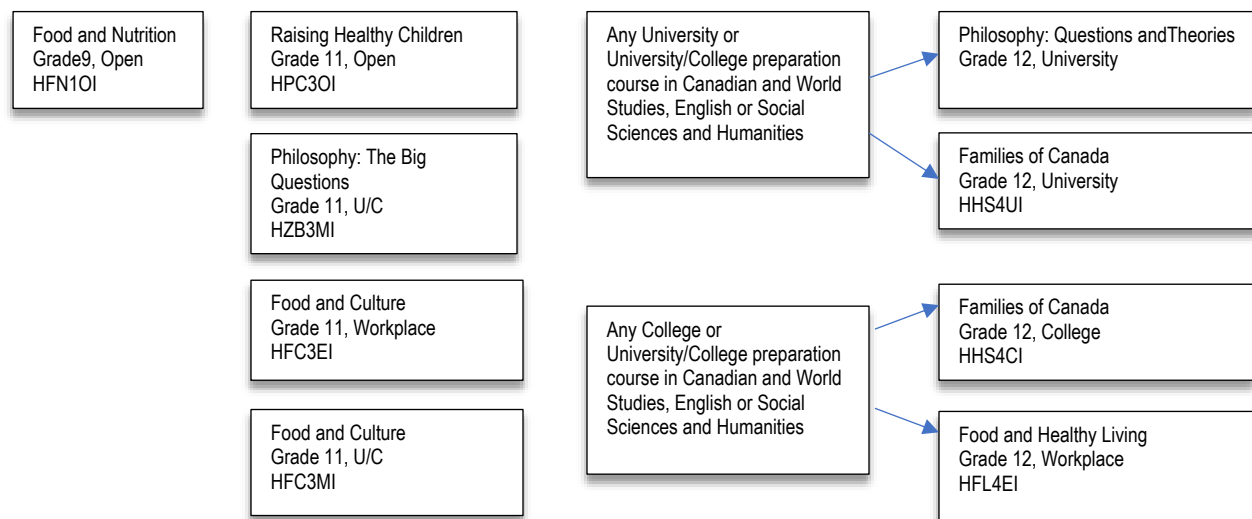 Food and Nutrition
Grade9, Open
HFN1OI
Raising Healthy Children
Grade 11, Open
HPC3OI
Philosophy: The Big
Questions
Grade 11, U/C
HZB3MI
Food and Culture
Grade 11, Workplace
HFC3EI
Food and Culture
Grade 11, U/C
HFC3MI
Any University or
University/College preparation
course in Canadian and World
Studies, English or Social
Sciences and Humanities
Philosophy: Questions andTheories
Grade 12, University
Families of Canada
Grade 12, University
HHS4UI
Any College or
University/College preparation
course in Canadian and World
Studies, English or Social
Sciences and Humanities
Families of Canada
Grade 12, College
HHS4CI
Food and Healthy Living
Grade 12, Workplace
HFL4EI